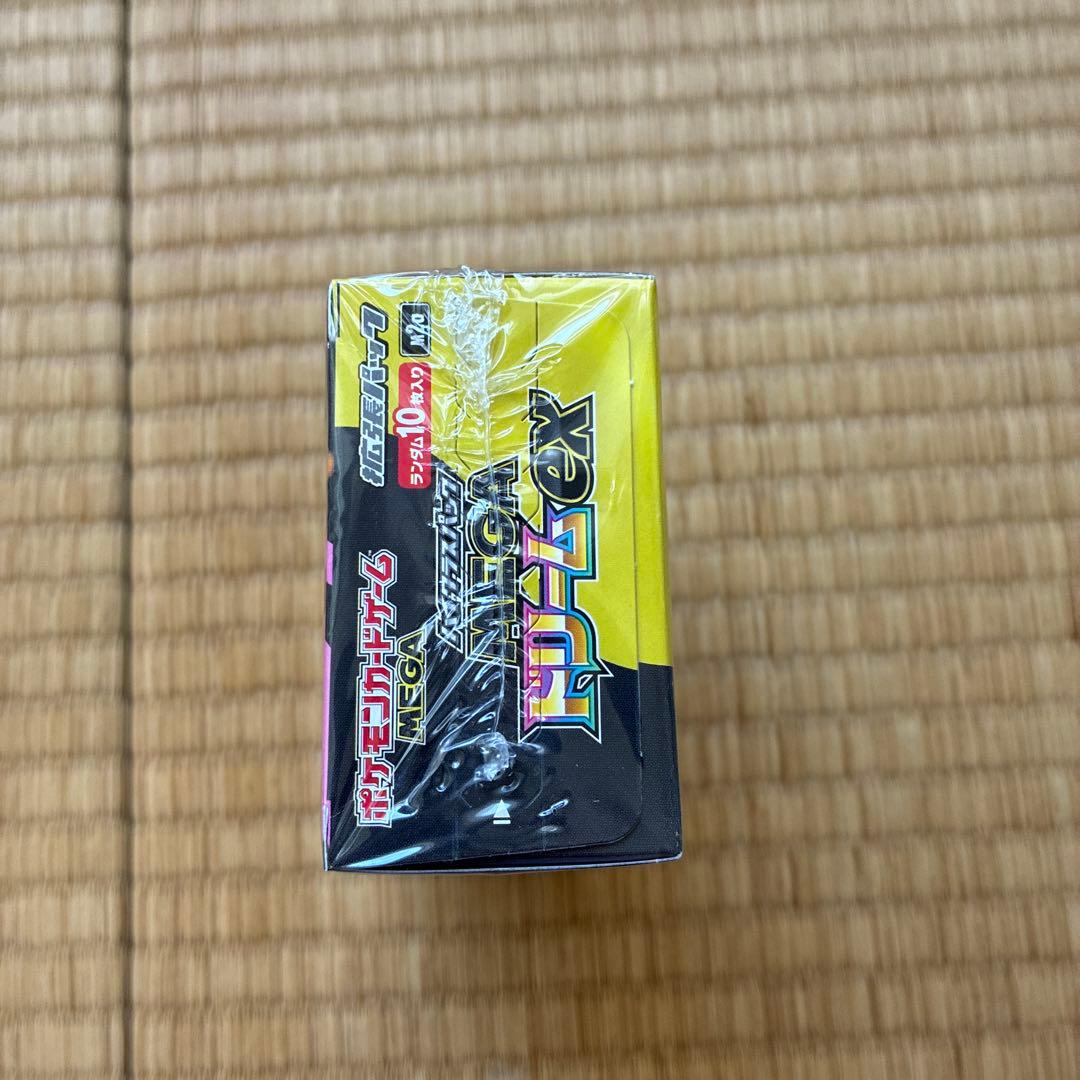 拡張パック
M2a
ランダム10枚入り
ポケモンカードゲーム
MEGA
ハイクラスパック
MEGA
ドリームex